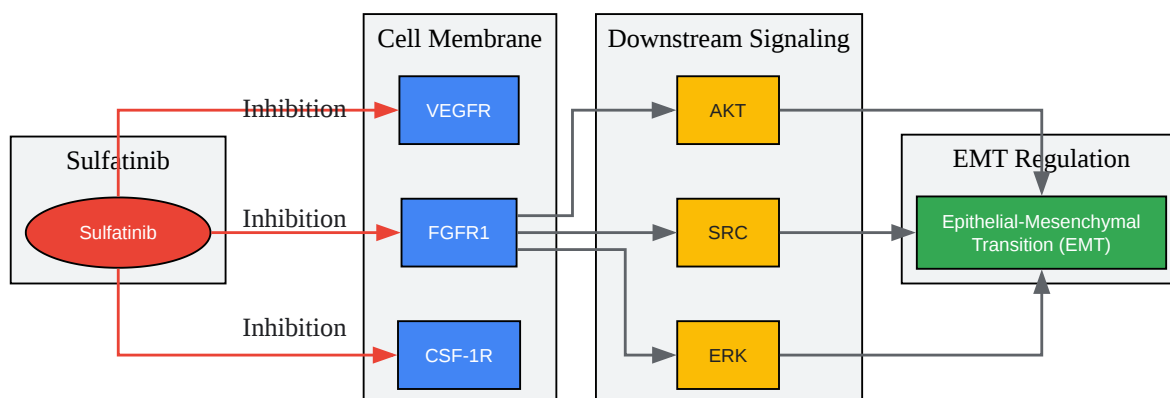 Cell Membrane
Downstream Signaling
Inhibition
VEGFR
AKT
Sulfatinib
EMT Regulation
Sulfatinib
Inhibition
FGFR1
SRC
Epithelial-Mesenchymal
Transition (EMT)
Inhibition
CSF-1R
ERK